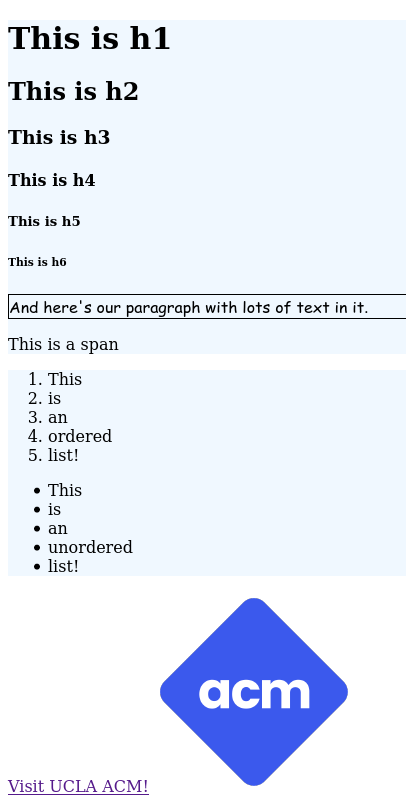 This is h1
This is h2
This is h3
This is h4
This is h5
This is h6
And here's our paragraph with lots of text in it.
This is a span
1. This
2. is
3. an
4. ordered
5. list!
• This
• is
• an
• unordered
• list!
acm
Visit UCLA ACM!